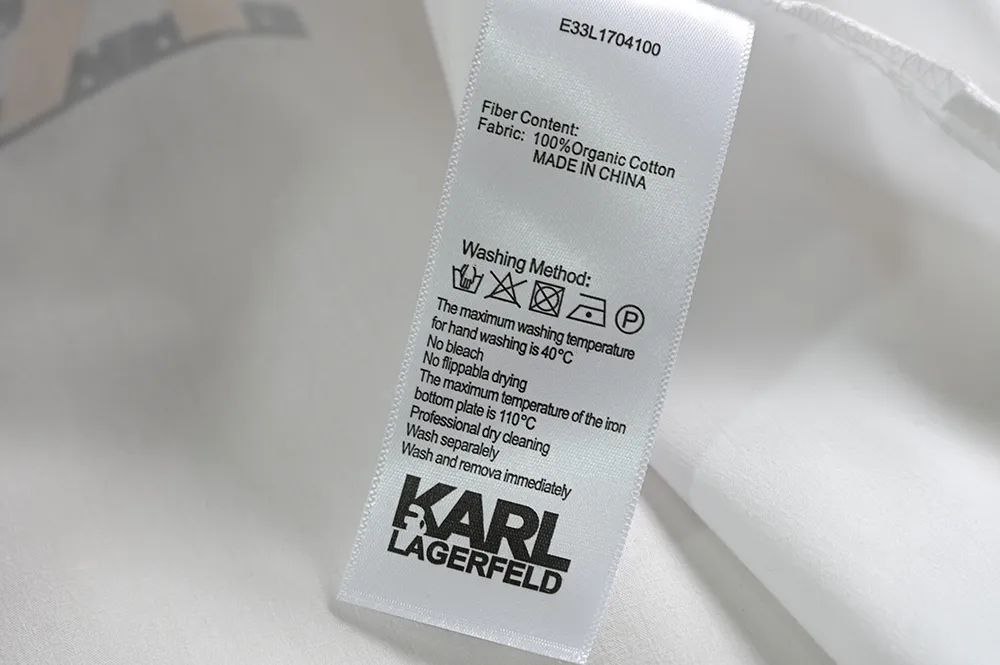 E33L1704100
Fiber Content:
Fabric: 100%Organic Cotton
MADE IN CHINA
Washing Method:
P
The maximum washing temperature
for hand washing is 40°C
No bleach
No flippabla drying
The maximum temperature of the iron
bottom plate is 110°C
Professional dry cleaning
Wash separalely
Wash and remova immediately
KARL
LAGERFELD